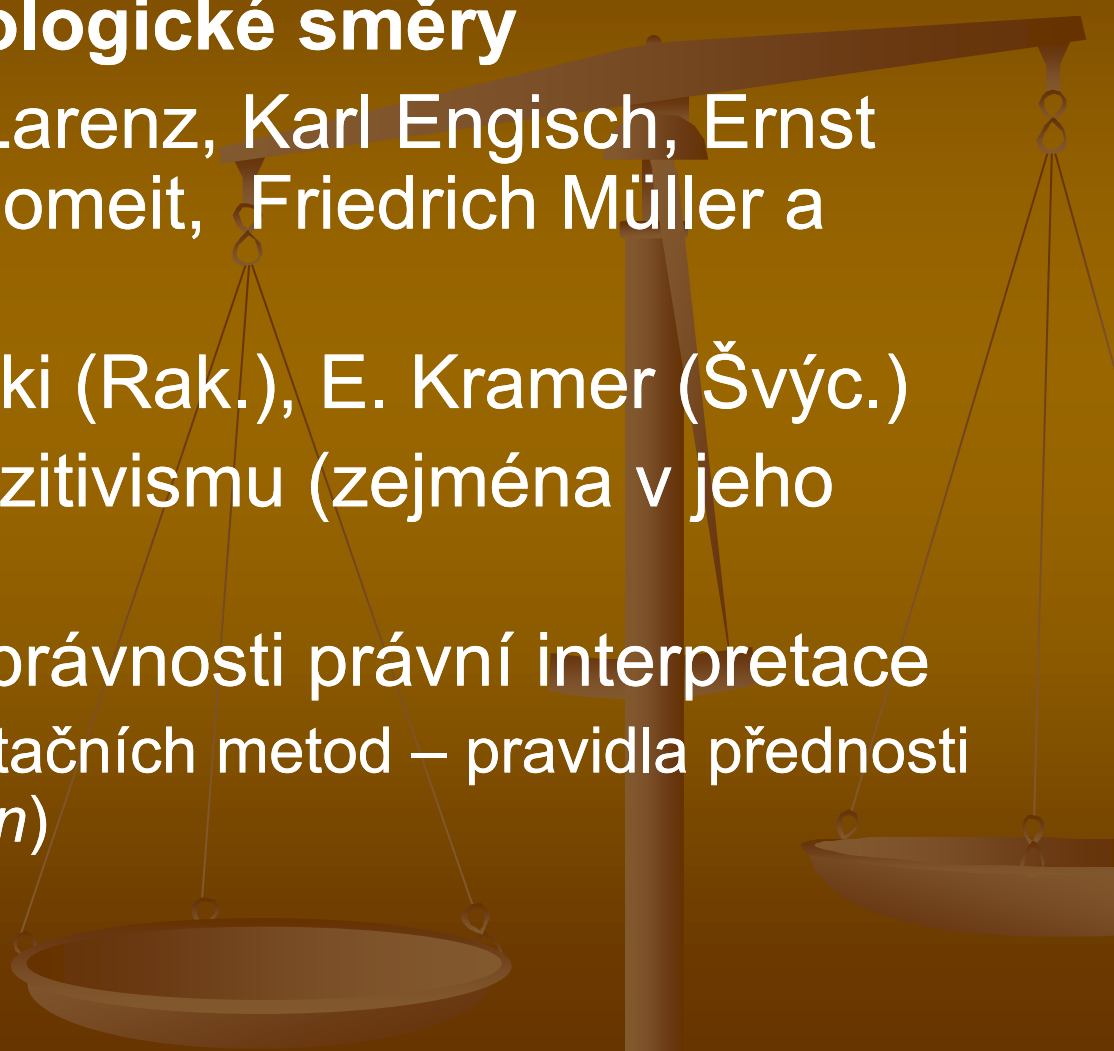 ologické směry
Larenz, Karl Engisch, Ernst
omeit, Friedrich Müller a
ki (Rak.), E. Kramer (Švýc.)
zitivismu (zejména v jeho
právnosti právní interpretace
tačních metod – pravidla přednosti
n)